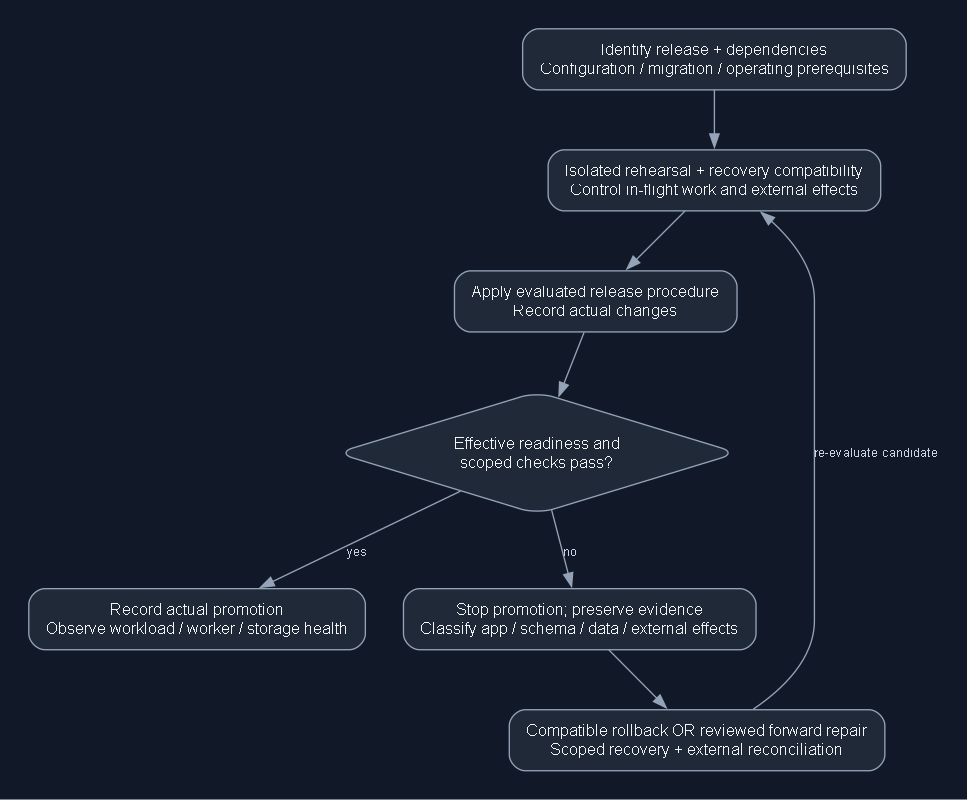 Identify release + dependencies
Configuration / migration / operating prerequisites
Isolated rehearsal + recovery compatibility
Control in-flight work and external effects
Apply evaluated release procedure
Record actual changes
Effective readiness and
scoped checks pass?
re-evaluate candidate
yes
no
Record actual promotion
Observe workload / worker / storage health
Stop promotion; preserve evidence
Classify app / schema / data / external effects
Compatible rollback OR reviewed forward repair
Scoped recovery + external reconciliation